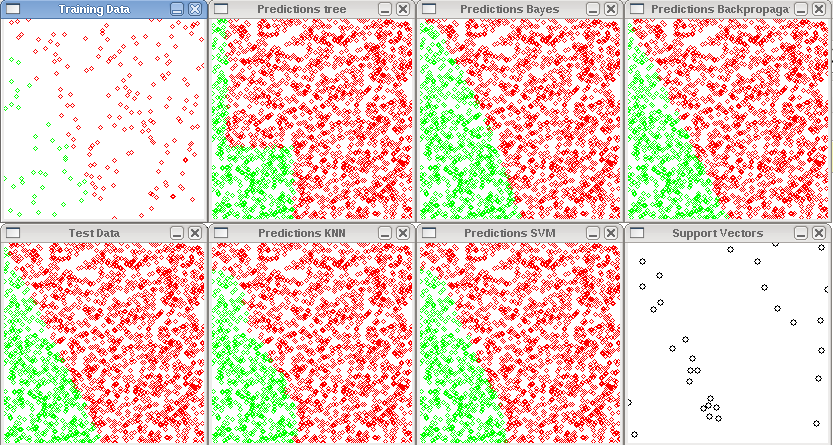 Training Data
Predictions tree
Predictions Bayes
Predictions Backpropaga
Test Data
Predictions KNN
Predictions SVM
Support Vectors